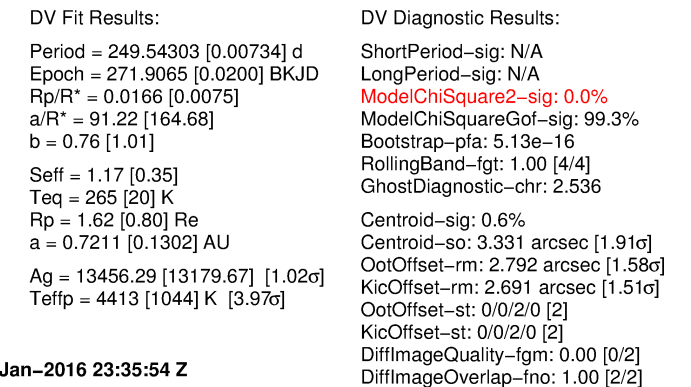 DV Fit Results:
Period = 249.54303 [0.00734] d
Epoch = 271.9065 [0.0200] BKJD
Rp/R* = 0.0166 [0.0075]
a/R* = 91.22 [164.68]
b = 0.76 [1.01]
Seff = 1.17 [0.35]
Teq = 265 [20] K
Rp = 1.62 [0.80] Re
a = 0.7211 [0.1302] AU
Ag = 13456.29 [13179.67] [1.02σ]
Teffp = 4413 [1044] K [3.97σ]
Jan−2016 23:35:54 Z
DV Diagnostic Results:
ShortPeriod−sig: N/A
LongPeriod−sig: N/A
ModelChiSquare2−sig: 0.0%
ModelChiSquareGof−sig: 99.3%
Bootstrap−pfa: 5.13e−16
RollingBand−fgt: 1.00 [4/4]
GhostDiagnostic−chr: 2.536
Centroid−sig: 0.6%
Centroid−so: 3.331 arcsec [1.91σ]
OotOffset−rm: 2.792 arcsec [1.58σ]
KicOffset−rm: 2.691 arcsec [1.51σ]
OotOffset−st: 0/0/2/0 [2]
KicOffset−st: 0/0/2/0 [2]
DiffImageQuality−fgm: 0.00 [0/2]
DiffImageOverlap−fno: 1.00 [2/2]